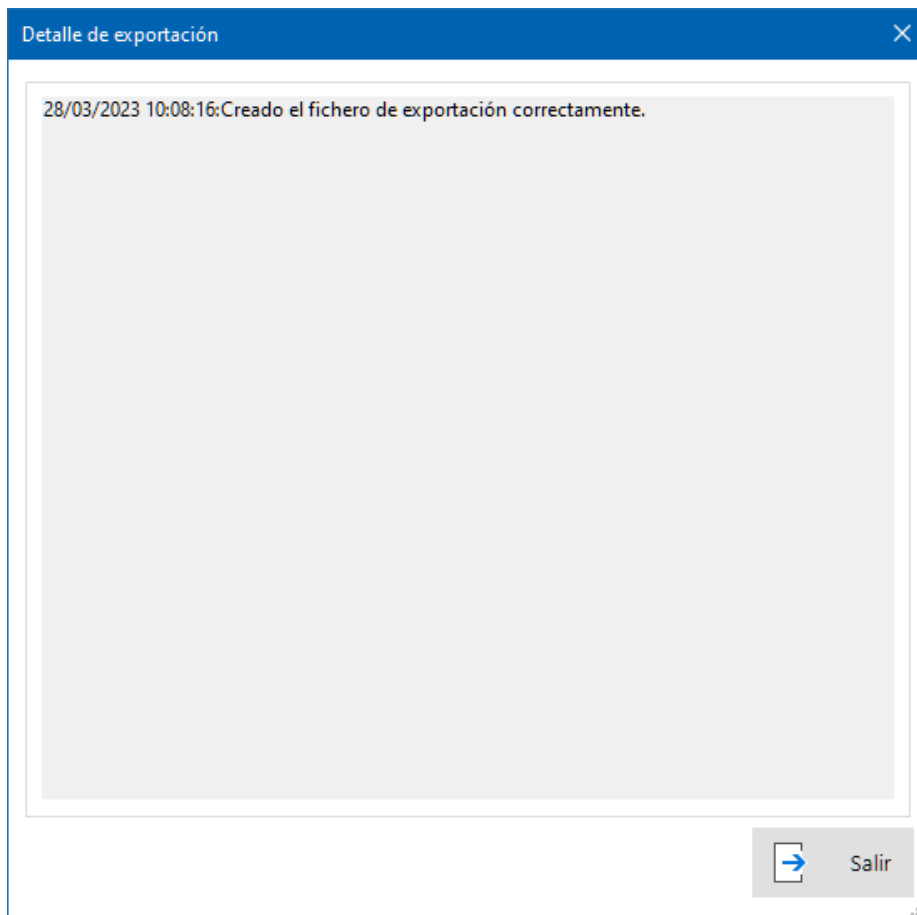 Detalle de exportación
28/03/2023 10:08:16:Creado el fichero de exportación correctamente.
Salir